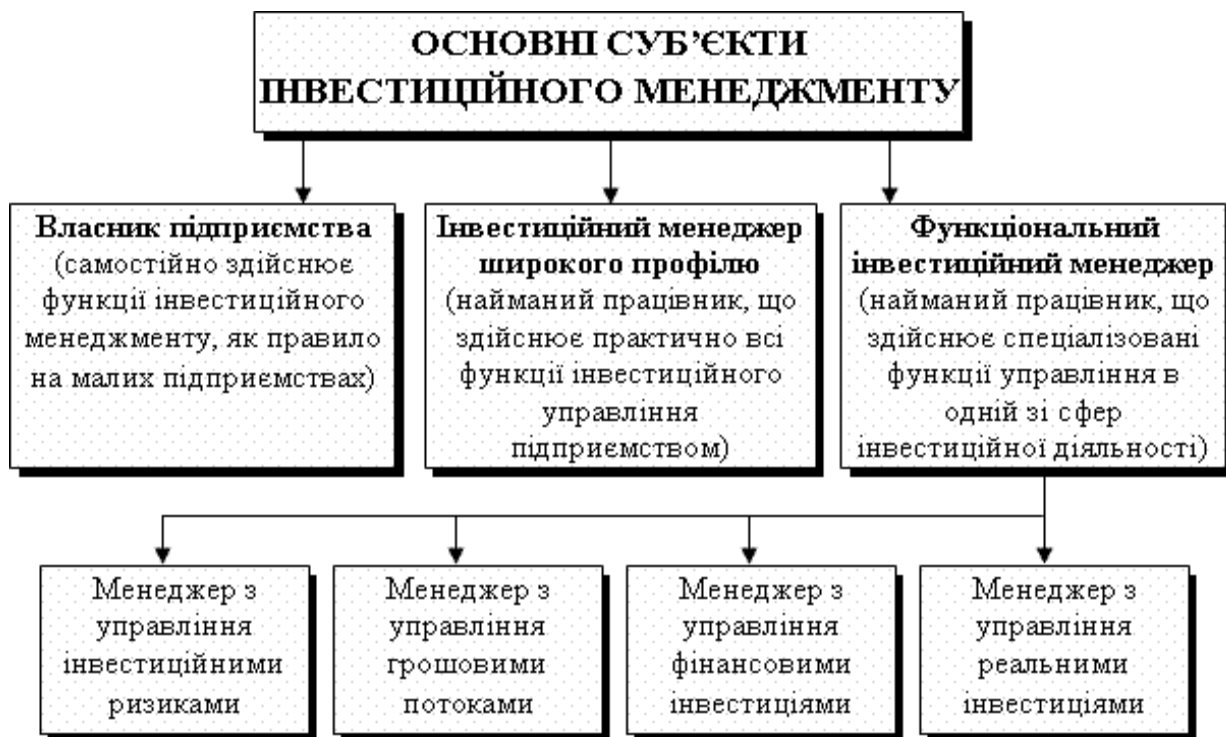 ОСНОВНІ СУБ’ЄКТИ
ІНВЕСТИЦІЙНОГО МЕНЕДЖМЕНТУ
Власник підприємства
(самостійно здійснює
функції інвестиційного
менеджменту, як правило
на малих підприємствах)
Інвестиційний менеджер
широкого профілю
(найманий працівник, що
здійснює практично всі
функції інвестиційного
управління
підприємством)
Функціональний
інвестиційний менеджер
(найманий працівник, що
здійснює спеціалізовані
функції управління в
одній зі сфер
інвестиційної діяльності)
Менеджер з
управління
інвестиційними
ризиками
Менеджер з
управління
грошовими
потоками
Менеджер з
управління
фінансовими
інвестиціями
Менеджер з
управління
реальними
інвестиціями